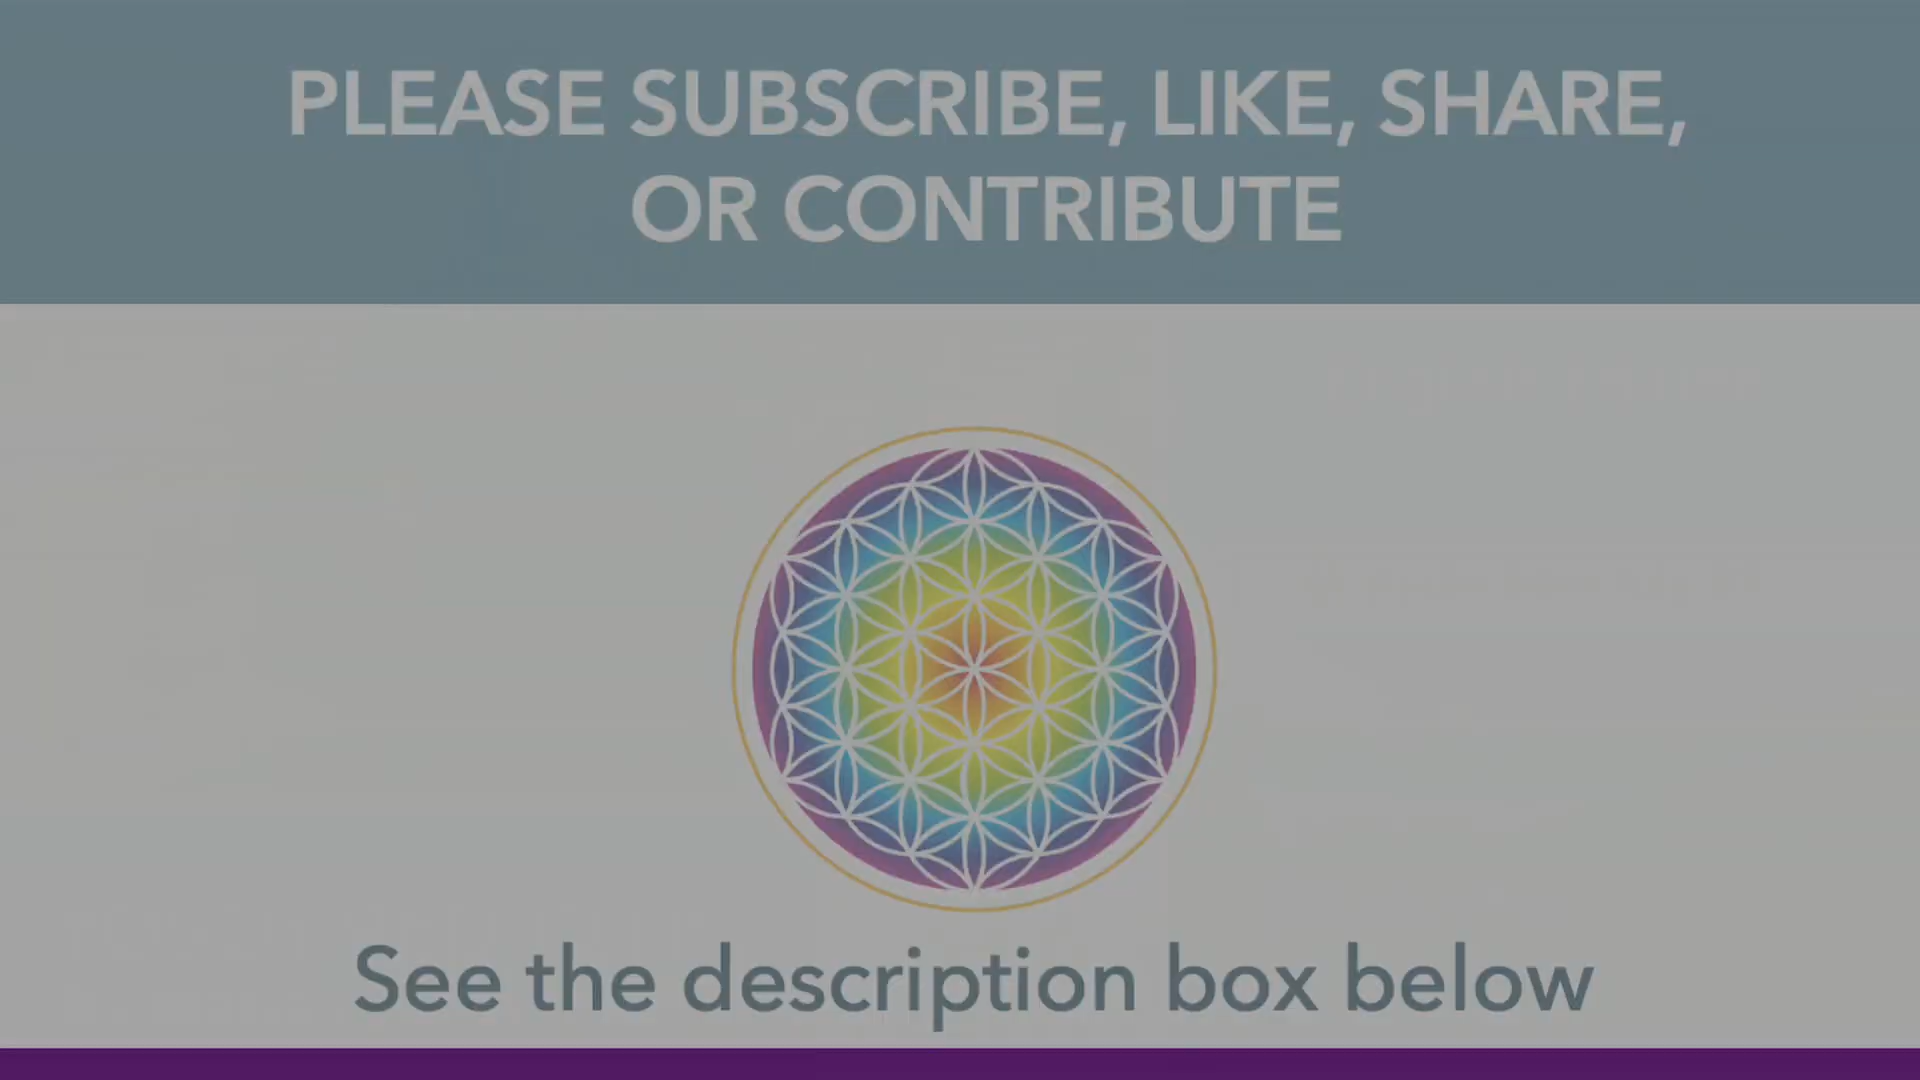 PLEASE SUBSCRIBE, LIKE, SHARE,
OR CONTRIBUTE
See the description box below